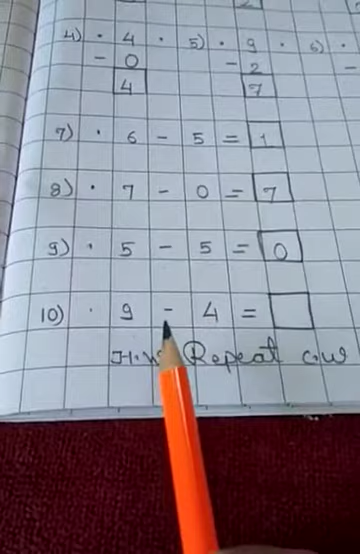 4) · 4 · 5) · 9 · 6) ·
- 0 - 2 -
4 7
7) · 6 - 5 = 1
8) · 7 - 0 = 7
9) · 5 - 5 = 0
10) · 9 - 4 =
Repeat